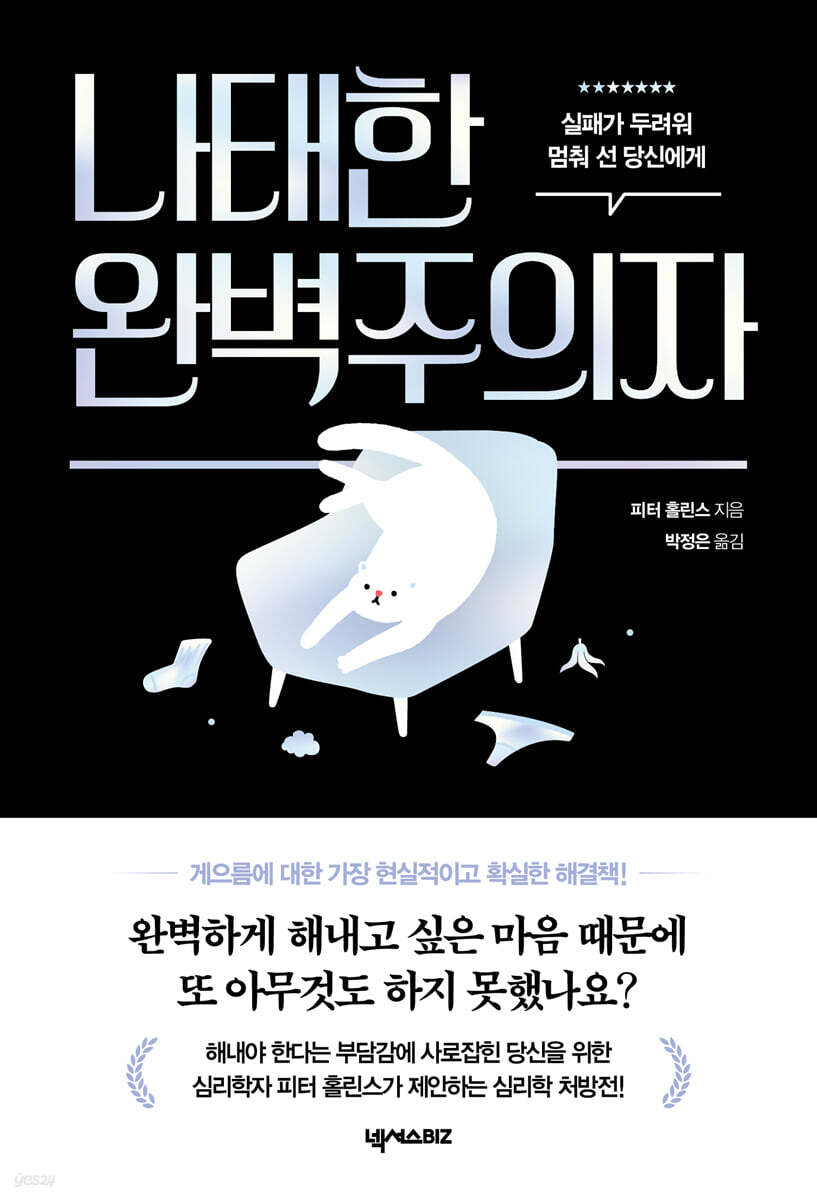 나태한
완벽주의자
★★★★★★★
실패가 두려워
멈춰 선 당신에게
피터 홀린스 지음
박정은 옮김
게으름에 대한 가장 현실적이고 확실한 해결책!
완벽하게 해내고 싶은 마음 때문에
또 아무것도 하지 못했나요?
해내야 한다는 부담감에 사로잡힌 당신을 위한
심리학자 피터 홀린스가 제안하는 심리학 처방전!
넥서스BIZ
yes24